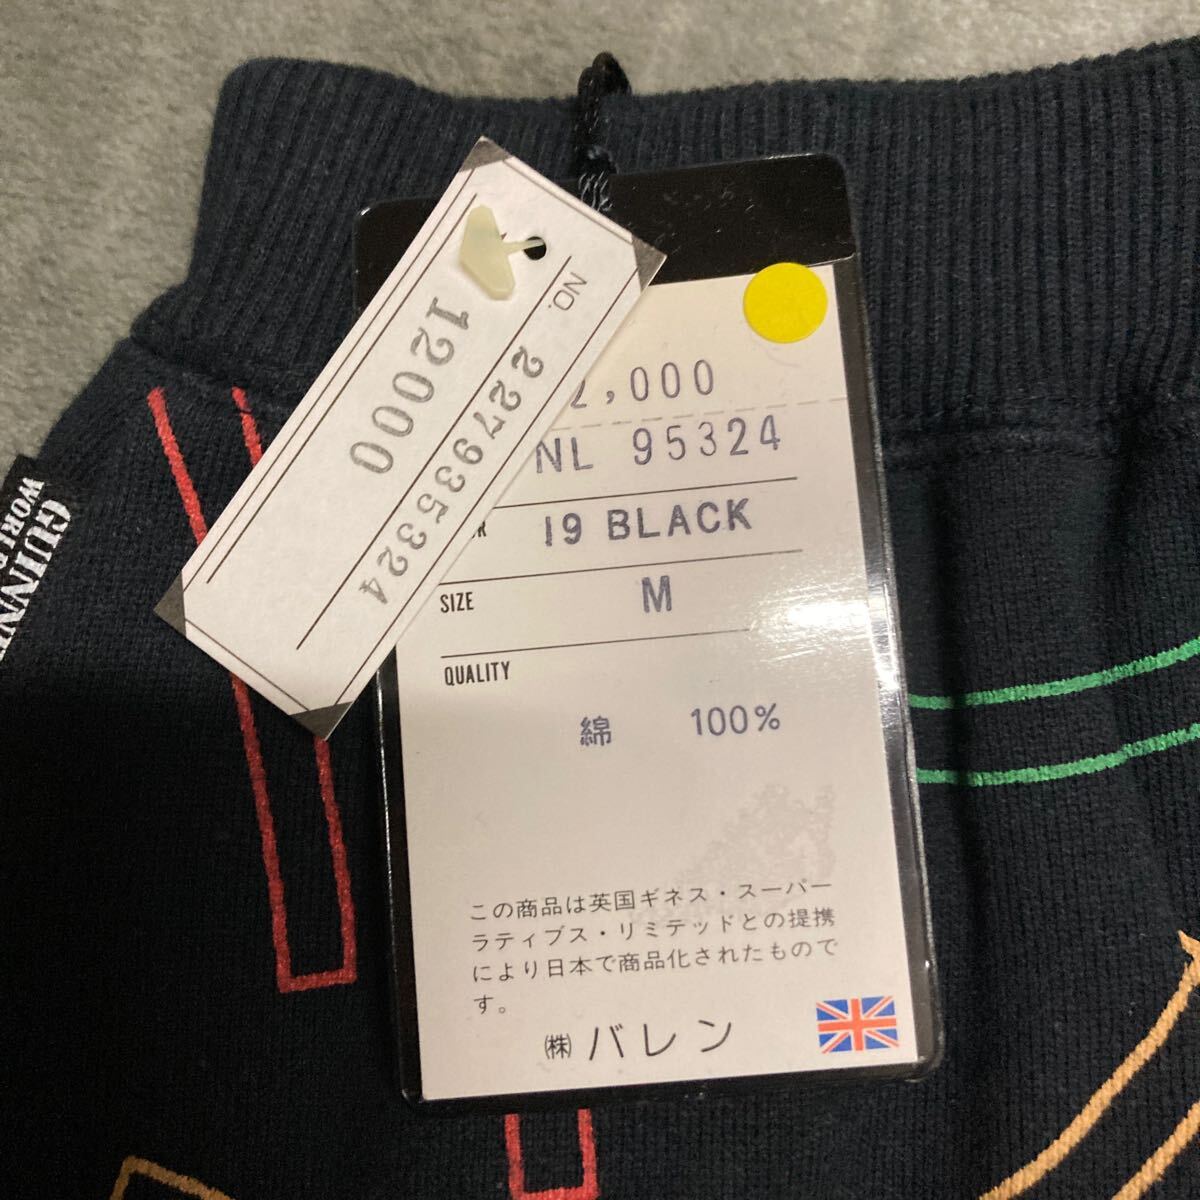 NO. 227935324
12000
2,000
NL 95324
19 BLACK
SIZE M
QUALITY
綿 100%
この商品は英国ギネス・スーパー
ラティブス・リミテッドとの提携
により日本で商品化されたもので
す。
㈱ バレン